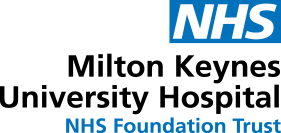 NHS
Milton Keynes
University Hospital
NHS Foundation Trust